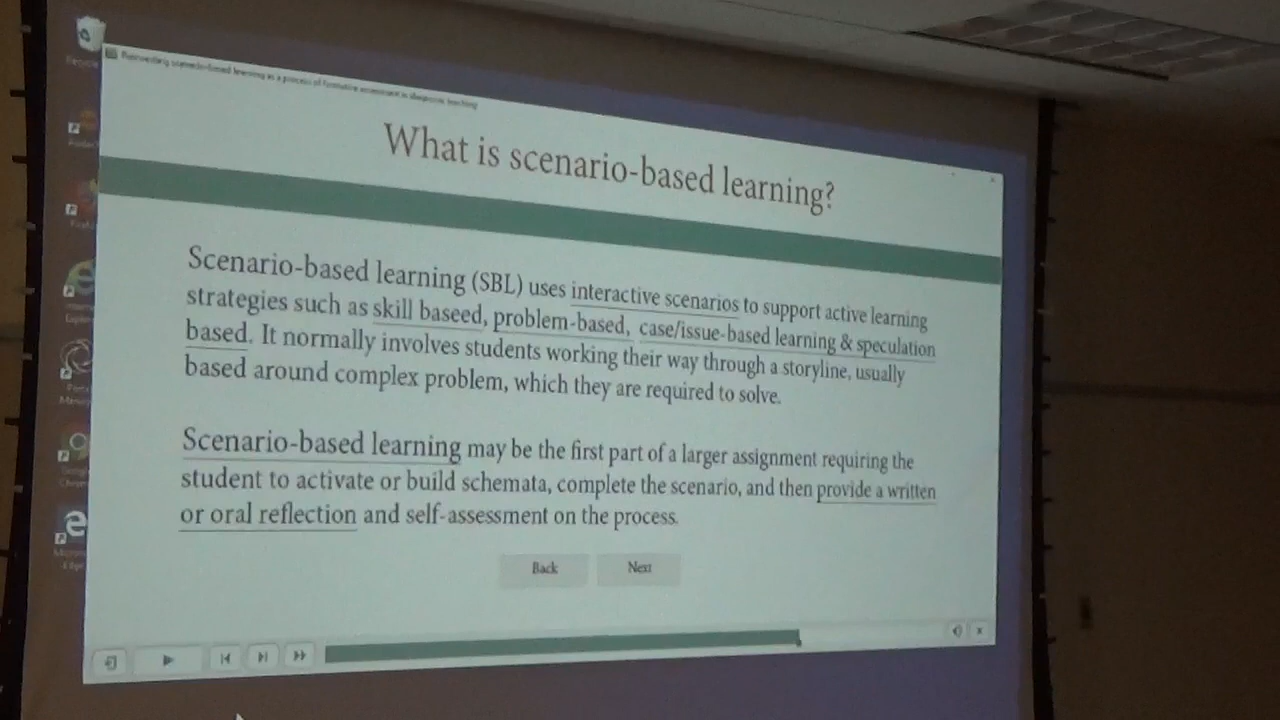 What is scenario-based learning?
Scenario-based learning (SBL) uses interactive scenarios to support active learning
strategies such as skill baseed, problem-based, case/issue-based learning & speculation
based. It normally involves students working their way through a storyline, usually
based around complex problem, which they are required to solve.
Scenario-based learning may be the first part of a larger assignment requiring the
student to activate or build schemata, complete the scenario, and then provide a written
or oral reflection and self-assessment on the process.
Back Next